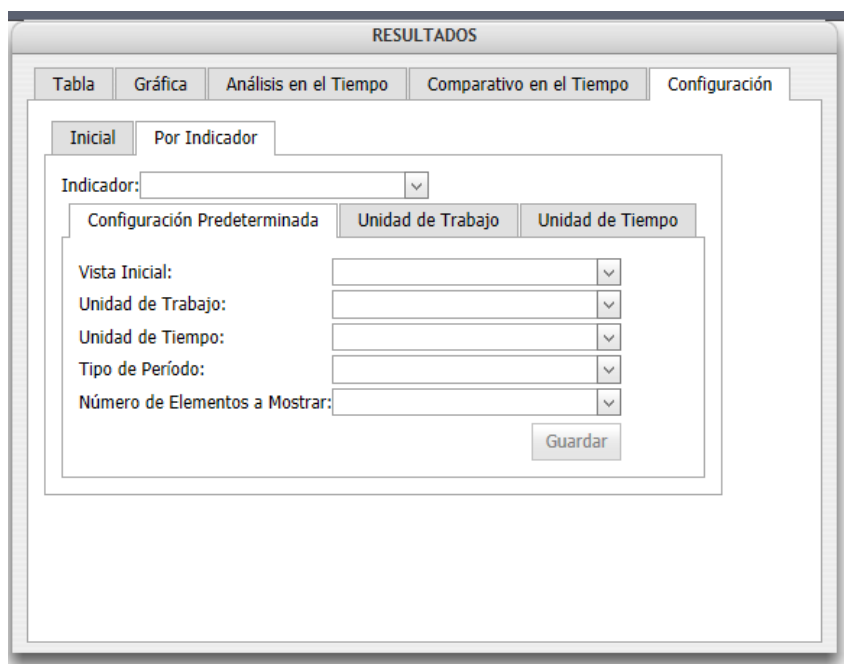 RESULTADOS
Tabla Gráfica Análisis en el Tiempo Comparativo en el Tiempo Configuración
Inicial Por Indicador
Indicador:
Configuración Predeterminada Unidad de Trabajo Unidad de Tiempo
Vista Inicial:
Unidad de Trabajo:
Unidad de Tiempo:
Tipo de Período:
Número de Elementos a Mostrar:
Guardar